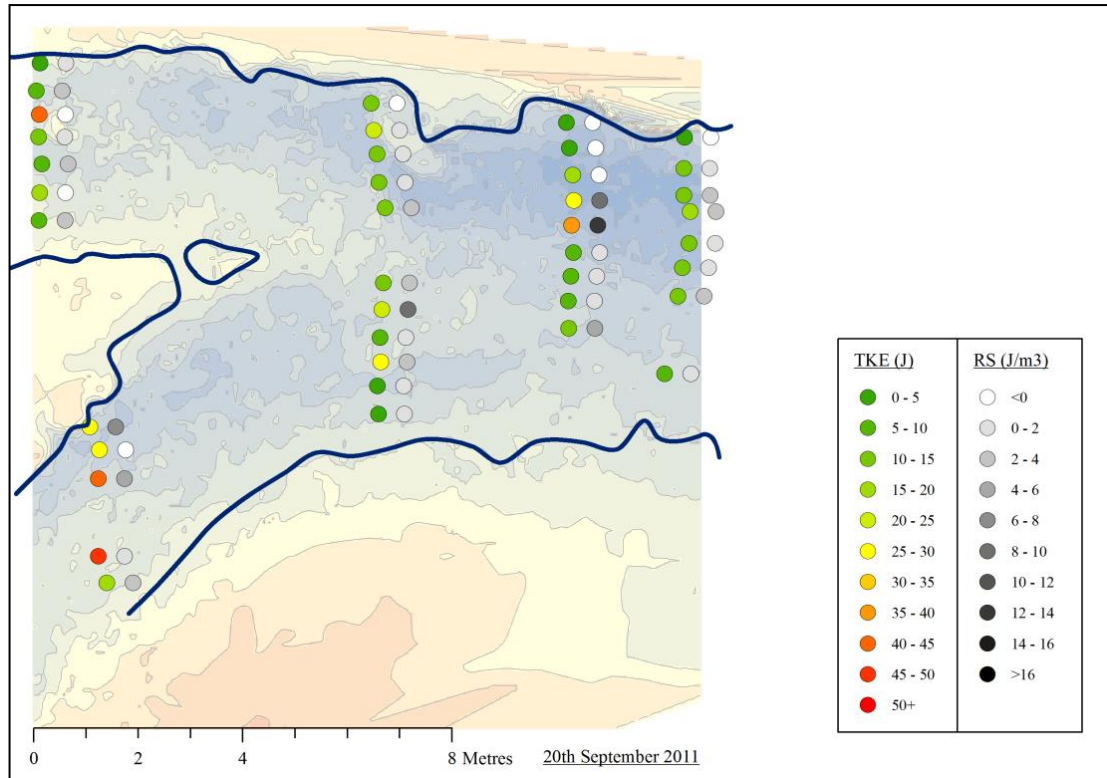 TKE (J) RS (J/m3)
0 - 5 <0
5 - 10 0 - 2
10 - 15 2 - 4
15 - 20 4 - 6
20 - 25 6 - 8
25 - 30 8 - 10
30 - 35 10 - 12
35 - 40 12 - 14
40 - 45 14 - 16
45 - 50 >16
50+
0 2 4 8 Metres 20th September 2011